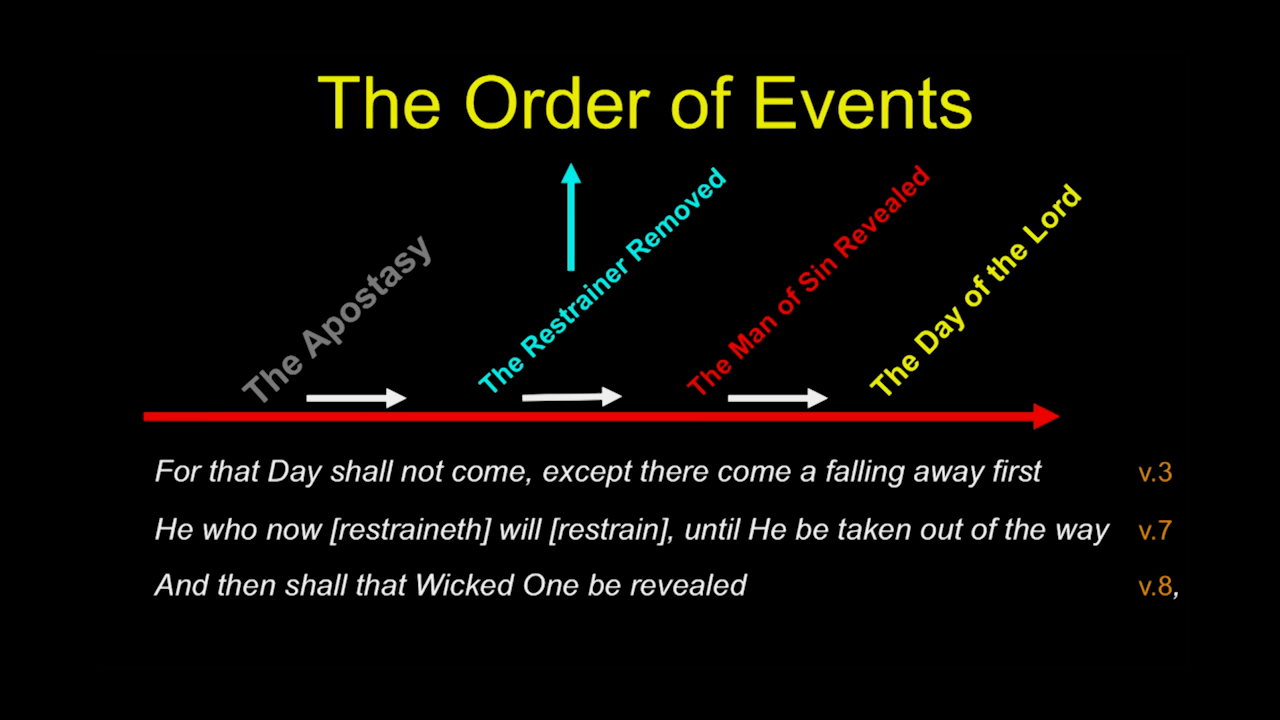 The Order of Events
The Apostasy
The Restrainer Removed
The Man of Sin Revealed
The Day of the Lord
For that Day shall not come, except there come a falling away first v.3
He who now [restraineth] will [restrain], until He be taken out of the way v.7
And then shall that Wicked One be revealed v.8,